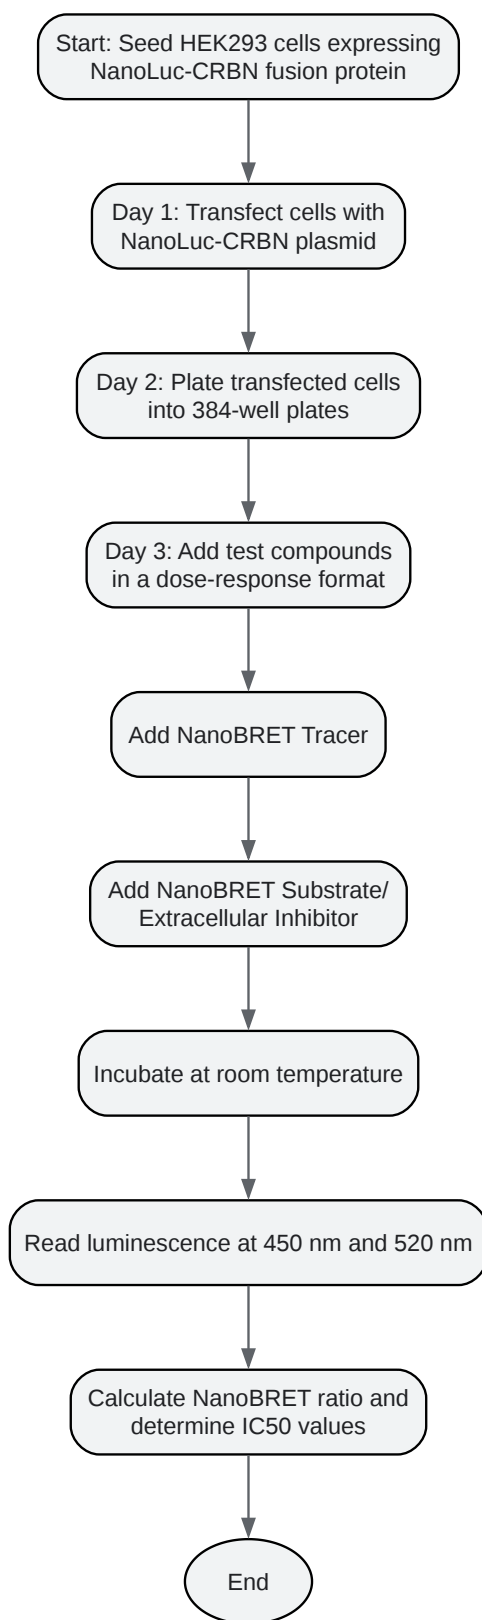 Start: Seed HEK293 cells expressing
NanoLuc-CRBN fusion protein
Day 1: Transfect cells with
NanoLuc-CRBN plasmid
Day 2: Plate transfected cells
into 384-well plates
Day 3: Add test compounds
in a dose-response format
Add NanoBRET Tracer
Add NanoBRET Substrate/
Extracellular Inhibitor
Incubate at room temperature
Read luminescence at 450 nm and 520 nm
Calculate NanoBRET ratio and
determine IC50 values
End